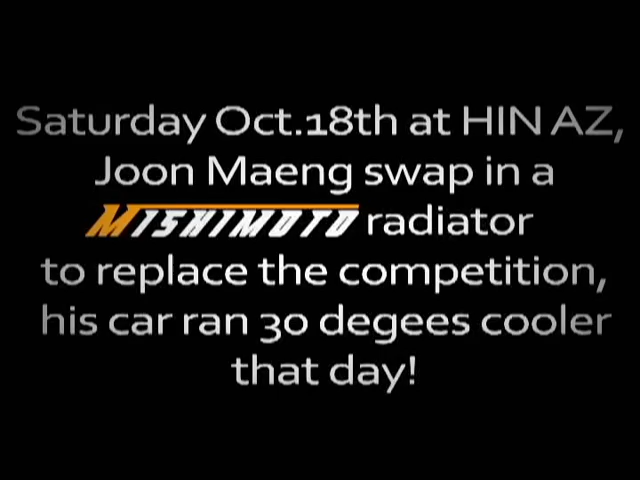 Saturday Oct.18th at HIN AZ,
Joon Maeng swap in a
MISHIMOTO radiator
to replace the competition,
his car ran 30 degees cooler
that day!